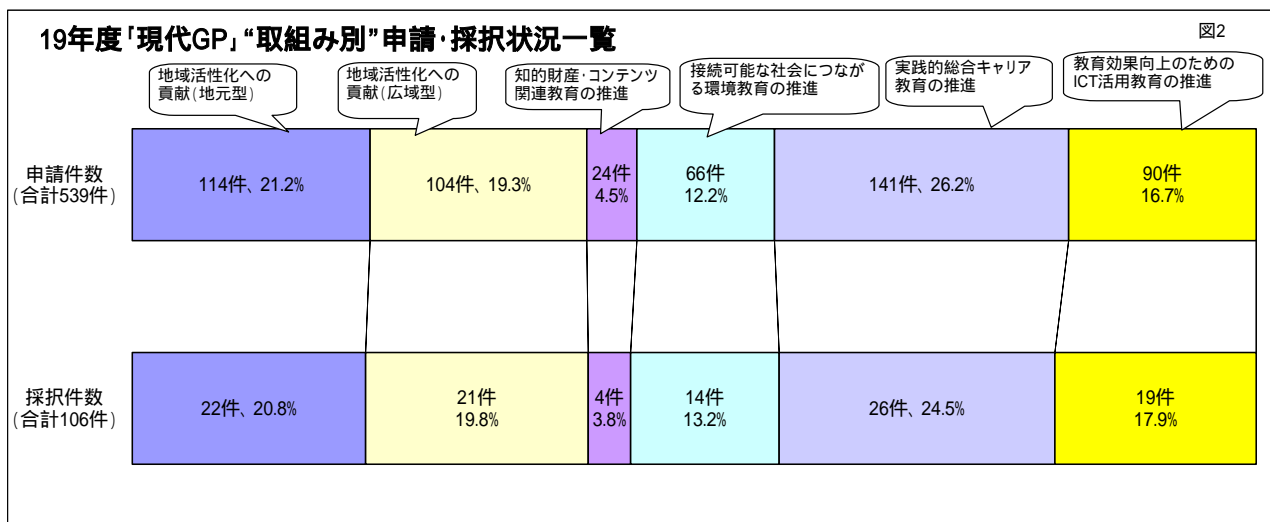 19年度「現代GP」“取組み別”申請・採択状況一覧
図2
地域活性化への
貢献(地元型)
地域活性化への
貢献(広域型)
知的財産・コンテンツ
関連教育の推進
接続可能な社会につなが
る環境教育の推進
実践的総合キャリア
教育の推進
教育効果向上のための
ICT活用教育の推進
申請件数
(合計539件)
114件、21.2%
104件、19.3%
24件
4.5%
66件
12.2%
141件、26.2%
90件
16.7%
採択件数
(合計106件)
22件、20.8%
21件
19.8%
4件
3.8%
14件
13.2%
26件、24.5%
19件
17.9%